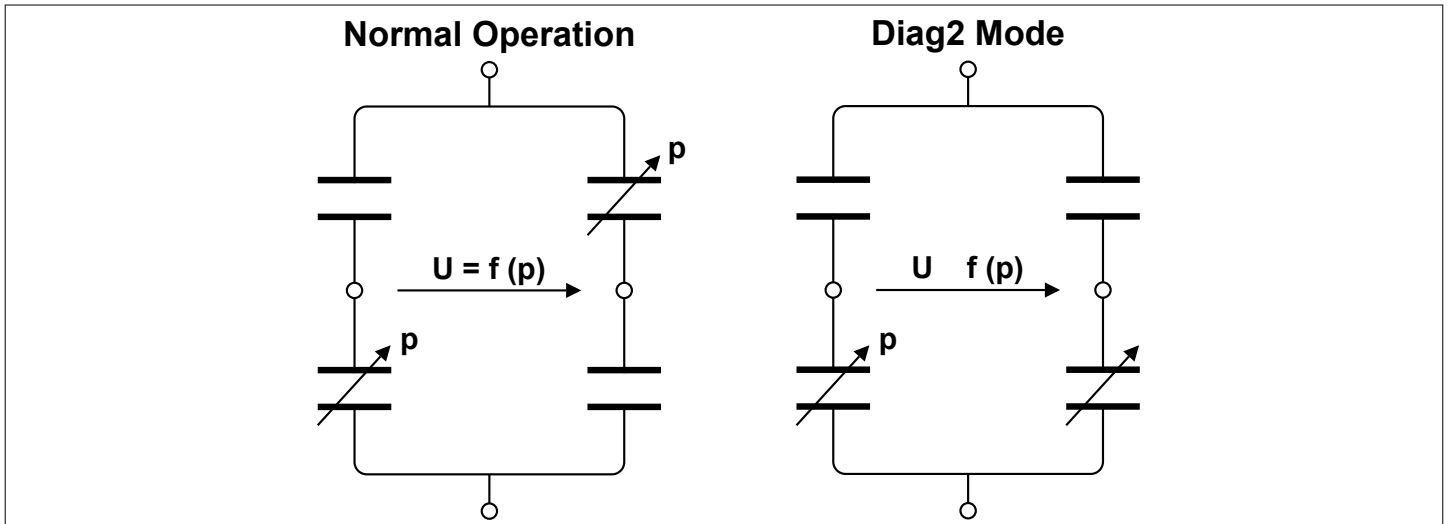 Normal Operation
Diag2 Mode
p
U = f (p)
U f (p)
p
p